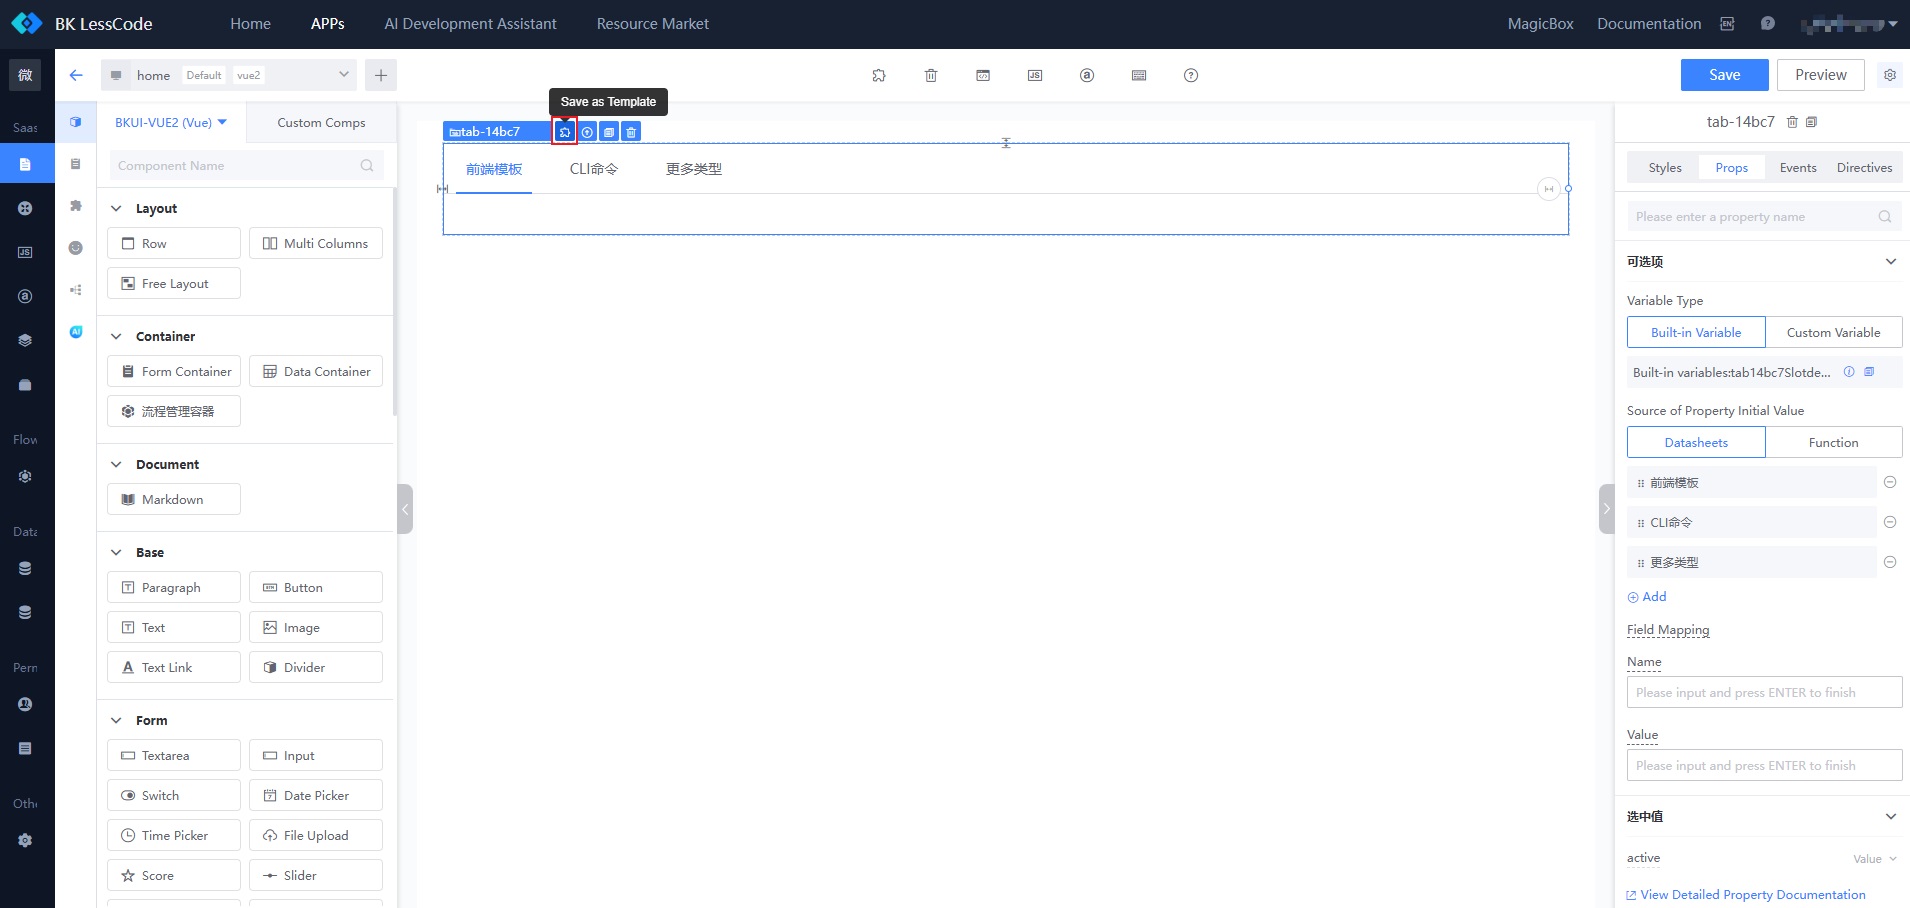 BK LessCode
Home
APPs
AI Development Assistant
Resource Market
MagicBox
Documentation
EN
微
home
Default
vue2
JS
Save
Preview
Save as Template
Saas
JS
Flow
Data
Perm
Othe
BKUI-VUE2 (Vue)
Custom Comps
Component Name
AI
Layout
Row
Multi Columns
Free Layout
Container
Form Container
Data Container
流程管理容器
Document
Markdown
Base
Paragraph
Button
Text
Image
Text Link
Divider
Form
Textarea
Input
Switch
Date Picker
Time Picker
File Upload
Score
Slider
tab-14bc7
前端模板
CLI命令
更多类型
tab-14bc7
Styles
Props
Events
Directives
Please enter a property name
可选项
Variable Type
Built-in Variable
Custom Variable
Built-in variables:tab14bc7Slotde...
Source of Property Initial Value
Datasheets
Function
前端模板
CLI命令
更多类型
Add
Field Mapping
Name
Please input and press ENTER to finish
Value
Please input and press ENTER to finish
选中值
active
Value
View Detailed Property Documentation